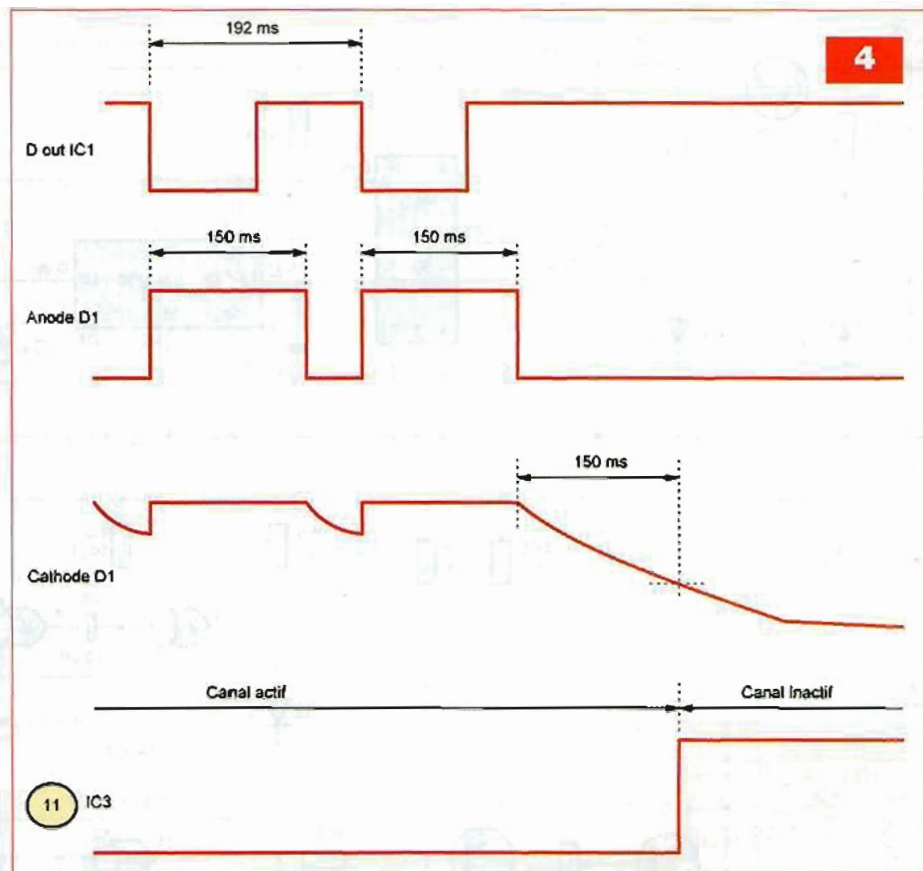 192 ms
4
D out IC1
150 ms
150 ms
Anode D1
150 ms
Cathode D1
Canal actif
Canal Inactif
11
IC3